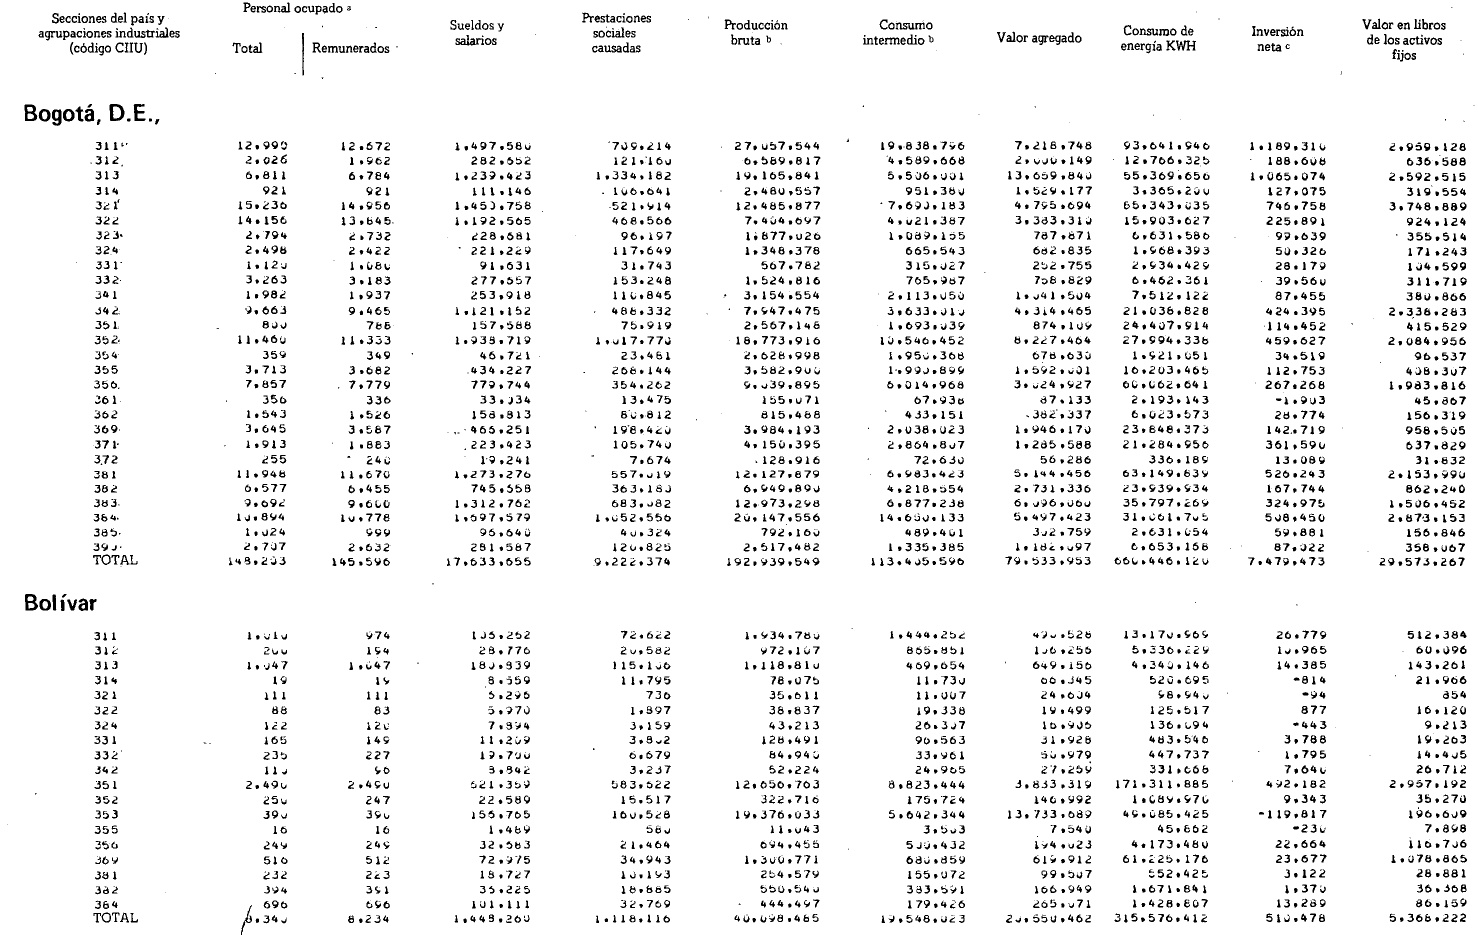 Secciones del país y agrupaciones industriales (código CIIU) Personal ocupado a Total Remunerados Sueldos y salarios Prestaciones sociales causadas Producción bruta b Consumo intermedio b Valor agregado Consumo de energía KWH Inversión neta c Valor en libros de los activos fijos
Bogotá, D.E.,
311 12.990 12.672 1.497.580 709.214 27.057.544 19.838.796 7.218.748 93.641.946 1.189.310 2.959.128
312 2.026 1.962 282.552 121.160 6.589.817 4.589.668 2.000.149 12.766.325 188.608 636.588
313 6.811 6.784 1.239.423 1.334.182 19.165.841 5.506.001 13.659.840 55.369.656 1.065.074 2.592.515
314 921 921 111.146 106.641 2.480.557 951.380 1.529.177 3.365.200 127.075 319.554
321 15.236 14.956 1.453.758 521.914 12.485.877 7.690.183 4.795.694 65.343.035 746.758 3.748.889
322 14.156 13.645 1.192.565 468.566 7.404.697 4.021.387 3.383.310 15.903.627 225.891 924.124
323 2.794 2.732 228.681 96.197 1.877.026 1.089.155 787.871 6.631.586 99.639 355.514
324 2.498 2.422 221.229 117.649 1.348.378 665.543 682.835 1.968.393 50.326 171.243
331 1.120 1.080 91.631 31.743 567.782 315.027 252.755 2.934.429 28.179 104.599
332 3.263 3.183 277.557 153.248 1.524.816 765.987 758.829 6.462.361 39.560 311.719
341 1.982 1.937 253.918 110.845 3.154.554 2.113.050 1.041.504 7.512.122 87.455 380.866
342 9.663 9.465 1.121.152 488.332 7.947.475 3.633.010 4.314.465 21.036.828 424.395 2.338.283
351 800 788 157.588 75.919 2.567.148 1.693.039 874.109 24.407.914 114.452 415.529
352 11.460 11.333 1.938.719 1.017.770 18.773.916 10.546.452 8.227.464 27.994.338 459.627 2.084.956
354 359 349 46.721 23.461 2.628.998 1.950.368 678.630 1.921.051 34.519 96.537
355 3.713 3.682 434.227 268.144 3.582.900 1.990.899 1.592.001 16.203.465 112.753 408.307
356 7.857 7.779 779.744 354.262 9.039.895 6.014.968 3.024.927 60.062.641 267.268 1.983.816
361 356 336 33.034 13.475 155.071 67.938 87.133 2.193.143 -1.903 45.867
362 1.543 1.526 158.813 80.812 815.488 433.151 382.337 6.023.573 28.774 156.319
369 3.645 3.587 465.251 198.420 3.984.193 2.038.023 1.946.170 23.848.373 142.719 958.505
371 1.913 1.883 223.423 105.740 4.150.395 2.864.807 1.285.588 21.284.956 361.590 637.829
372 255 240 19.241 7.674 128.916 72.630 56.286 336.189 13.089 31.832
381 11.948 11.670 1.273.276 557.019 12.127.879 6.983.423 5.144.456 63.149.839 526.243 2.153.990
382 6.577 6.455 745.558 363.180 6.949.890 4.218.554 2.731.336 23.939.934 167.744 862.240
383 9.692 9.600 1.312.762 683.082 12.973.298 6.877.238 6.096.060 35.797.269 324.975 1.506.452
384 10.894 10.778 1.697.579 1.052.556 20.147.556 14.650.133 5.497.423 31.061.705 508.450 2.873.153
385 1.024 999 96.640 40.324 792.160 489.401 302.759 2.631.054 59.881 156.846
390 2.707 2.632 281.587 120.825 2.517.482 1.335.385 1.182.097 6.653.168 87.022 358.067
TOTAL 148.203 145.596 17.633.655 9.222.374 192.939.549 113.405.596 79.533.953 660.446.120 7.479.473 29.573.267
Bolívar
311 1.010 974 105.252 72.622 1.934.780 1.444.252 490.528 13.170.969 26.779 512.384
312 200 194 28.776 20.582 972.107 865.851 106.256 5.336.229 10.965 60.096
313 1.047 1.047 180.839 115.106 1.118.810 469.654 649.156 4.340.146 14.385 143.261
314 19 19 8.559 11.795 78.075 11.730 66.345 520.695 -814 21.966
321 111 111 5.296 736 35.611 11.007 24.604 98.940 -94 854
322 88 83 5.970 1.897 38.837 19.338 19.499 125.517 877 16.120
324 122 120 7.894 3.159 43.213 26.307 16.906 136.094 -443 9.213
331 165 149 11.209 3.802 128.491 96.563 31.928 483.546 3.788 19.263
332 235 227 19.700 6.679 84.940 33.961 50.979 447.737 1.795 14.405
342 110 96 8.842 3.237 52.224 24.965 27.259 331.668 7.640 26.712
351 2.490 2.490 621.359 583.522 12.656.763 8.823.444 3.833.319 171.311.885 492.182 2.957.192
352 250 247 22.589 15.517 322.716 175.724 146.992 1.089.970 9.343 35.270
353 390 390 155.765 160.528 19.376.033 5.642.344 13.733.689 49.085.425 -119.817 196.609
355 16 16 1.489 580 11.043 3.503 7.540 45.862 -230 7.898
356 249 249 32.583 21.464 694.455 500.432 194.023 4.173.480 22.664 116.706
369 516 512 72.975 34.943 1.300.771 680.859 619.912 61.225.176 23.677 1.078.865
381 232 223 18.727 10.193 254.579 155.072 99.507 552.425 3.122 28.881
382 394 391 35.225 18.885 550.540 383.591 166.949 1.671.841 1.370 36.368
384 696 696 101.111 32.769 444.497 179.426 265.071 1.428.807 13.289 86.159
TOTAL 8.340 8.234 1.448.260 1.118.116 40.098.485 19.548.023 20.550.462 315.576.412 510.478 5.368.222